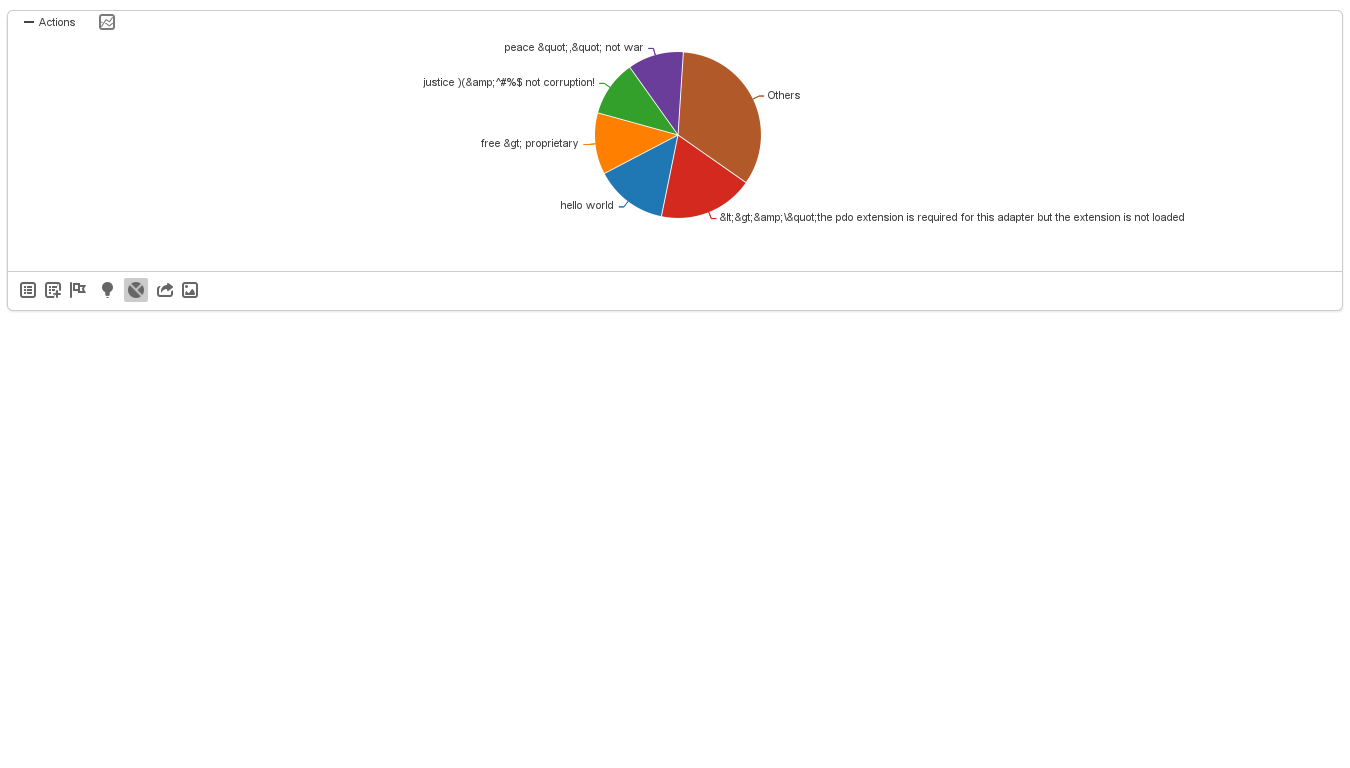 Actions
peace &quot;,&quot; not war
justice )(&amp;^#%$ not corruption!
Others
free &gt; proprietary
hello world
&lt;&gt;&amp;\&quot;the pdo extension is required for this adapter but the extension is not loaded